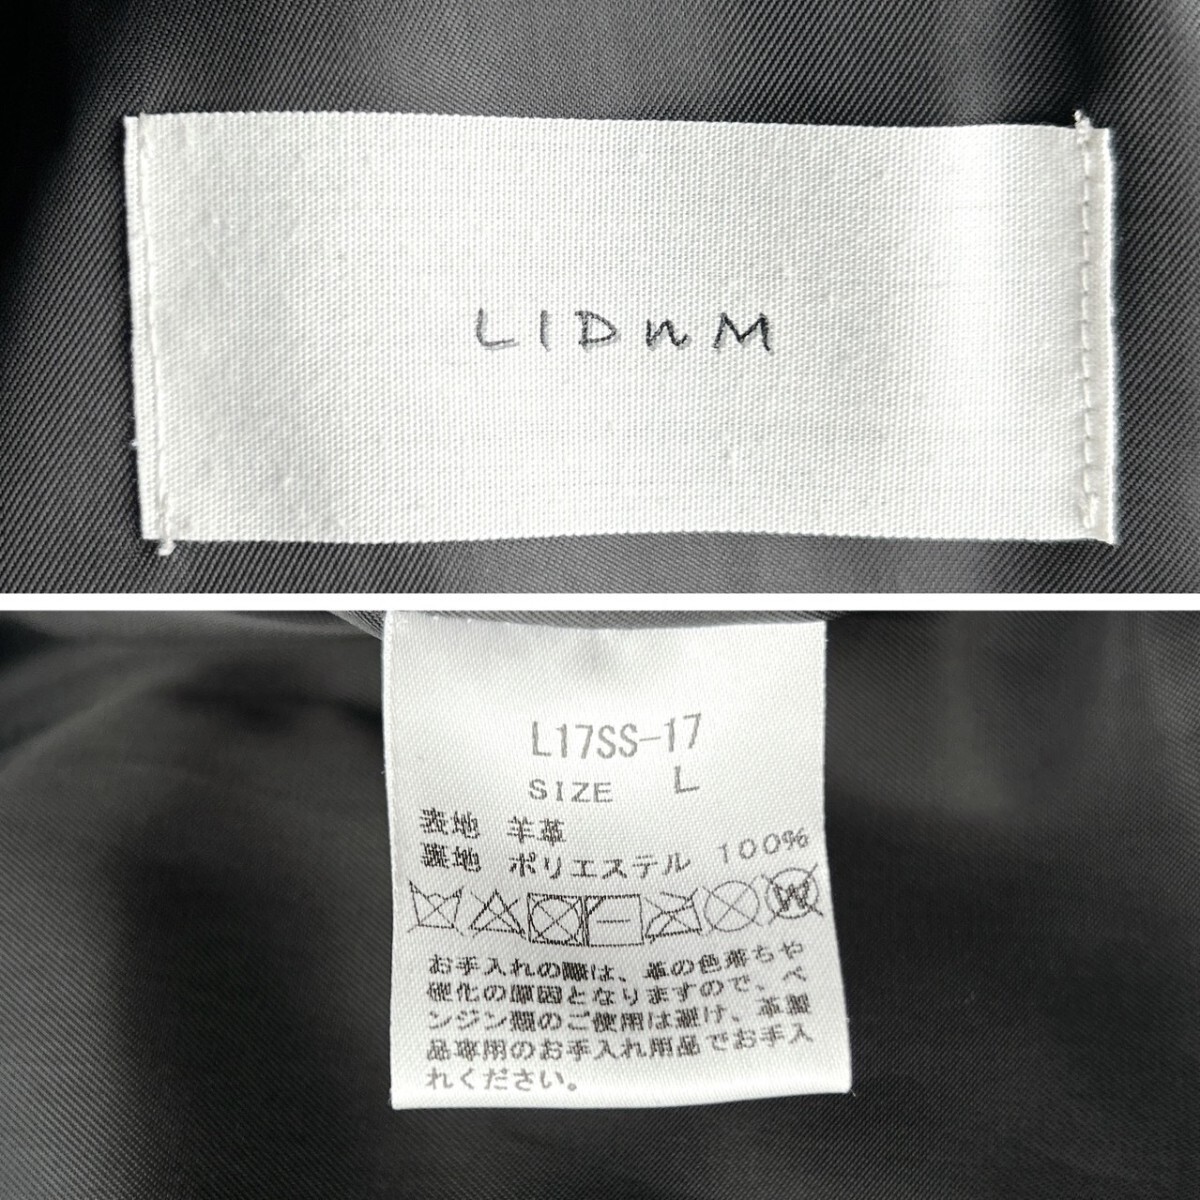 LIDnM
L17SS-17
SIZE L
表地 羊革
裏地 ポリエステル 100%
お手入れの際は、革の色落ちや
硬化の原因となりますので、ベ
ンジン類のご使用は避け、革製
品専用のお手入れ用品でお手入
れください。